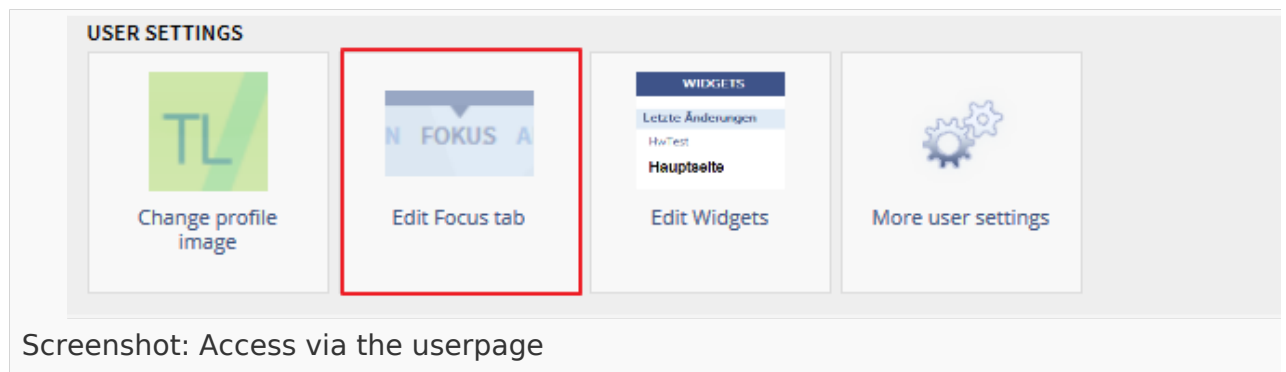 USER SETTINGS
TL
Change profile
image
N FOKUS A
Edit Focus tab
WIDGETS
Letzte Änderungen
HwTest
Hauptseite
Edit Widgets
More user settings
Screenshot: Access via the userpage